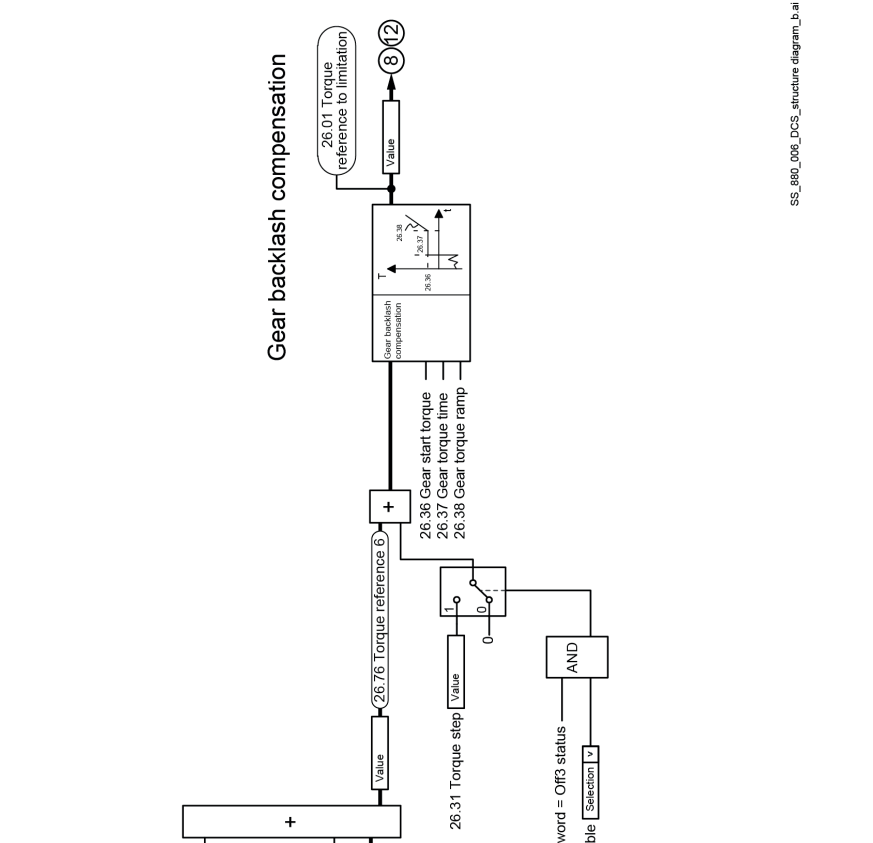 Gear backlash compensation
26.01 Torque
reference to limitation
8 12
Value
T
t
26.38
26.37
26.36
Gear backlash
compensation
26.36 Gear start torque
26.37 Gear torque time
26.38 Gear torque ramp
+
26.76 Torque reference 6
Value
+
1
0
0
26.31 Torque step Value
AND
word = Off3 status
ble Selection v
SS_880_006_DCS_structure diagram_b.ai